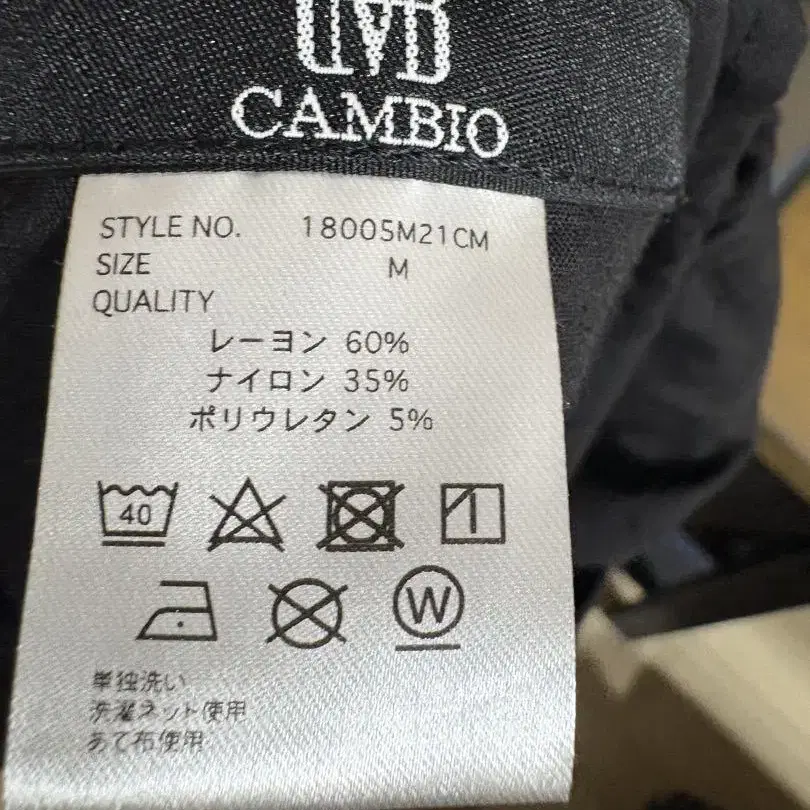 CAMBIO
STYLE NO. 18005M21CM
SIZE M
QUALITY
レーヨン 60%
ナイロン 35%
ポリウレタン 5%
40
W
単独洗い
洗濯ネット使用
あて布使用